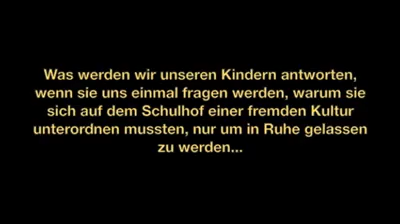 Was werden wir unseren Kindern antworten,
wenn sie uns einmal fragen werden, warum sie
sich auf dem Schulhof einer fremden Kultur
unterordnen mussten, nur um in Ruhe gelassen
zu werden...